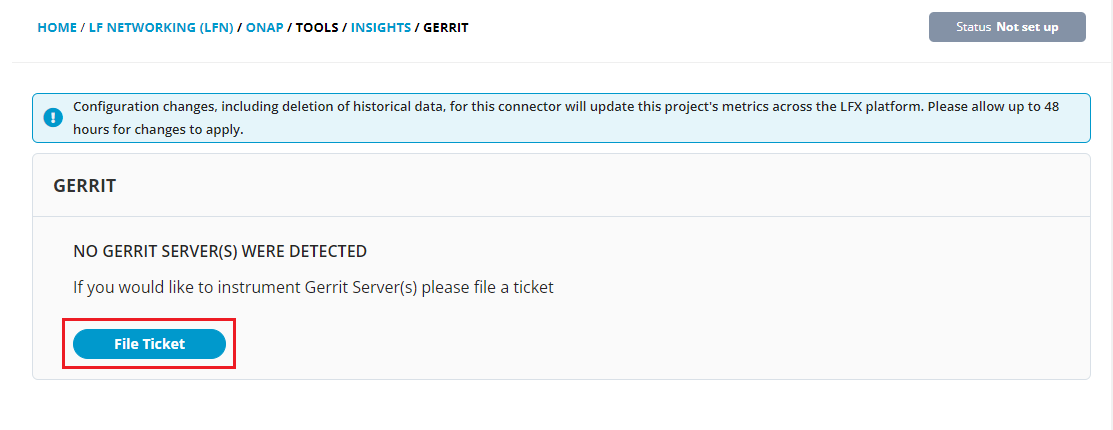 HOME / LF NETWORKING (LFN) / ONAP / TOOLS / INSIGHTS / GERRIT
Status Not set up
Configuration changes, including deletion of historical data, for this connector will update this project's metrics across the LFX platform. Please allow up to 48
hours for changes to apply.
GERRIT
NO GERRIT SERVER(S) WERE DETECTED
If you would like to instrument Gerrit Server(s) please file a ticket
File Ticket